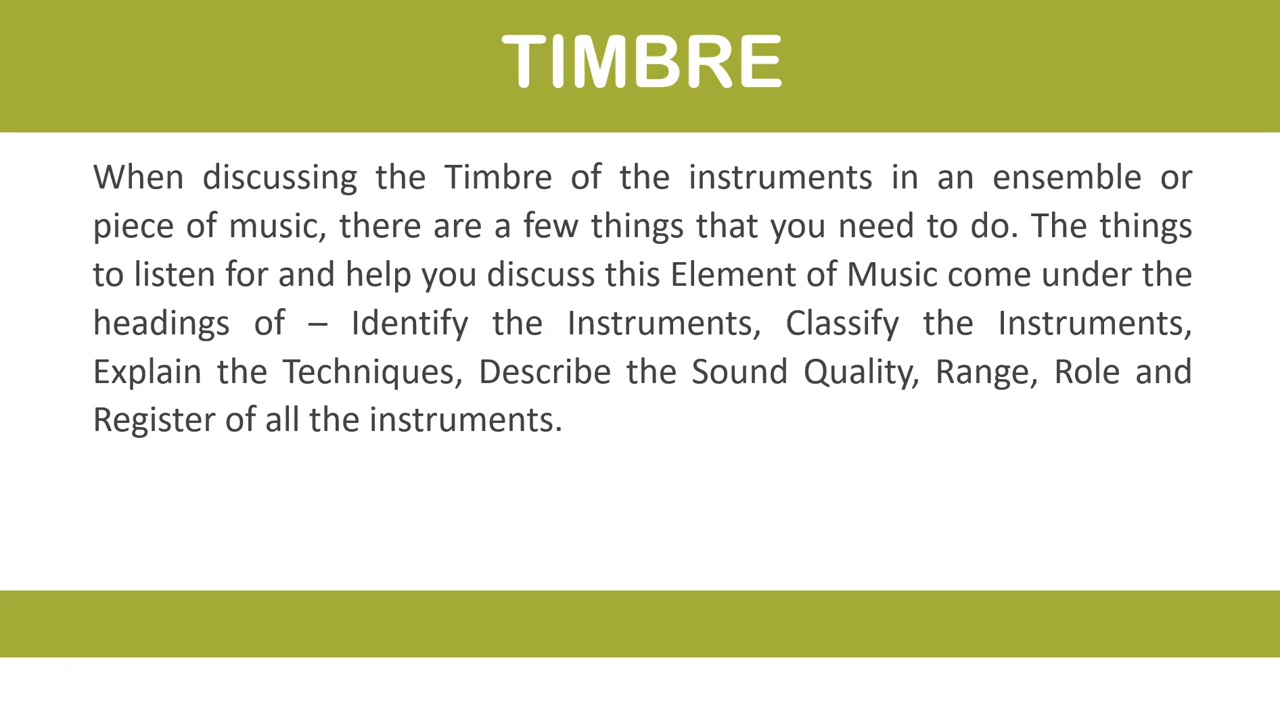 TIMBRE
When discussing the Timbre of the instruments in an ensemble or
piece of music, there are a few things that you need to do. The things
to listen for and help you discuss this Element of Music come under the
headings of – Identify the Instruments, Classify the Instruments,
Explain the Techniques, Describe the Sound Quality, Range, Role and
Register of all the instruments.